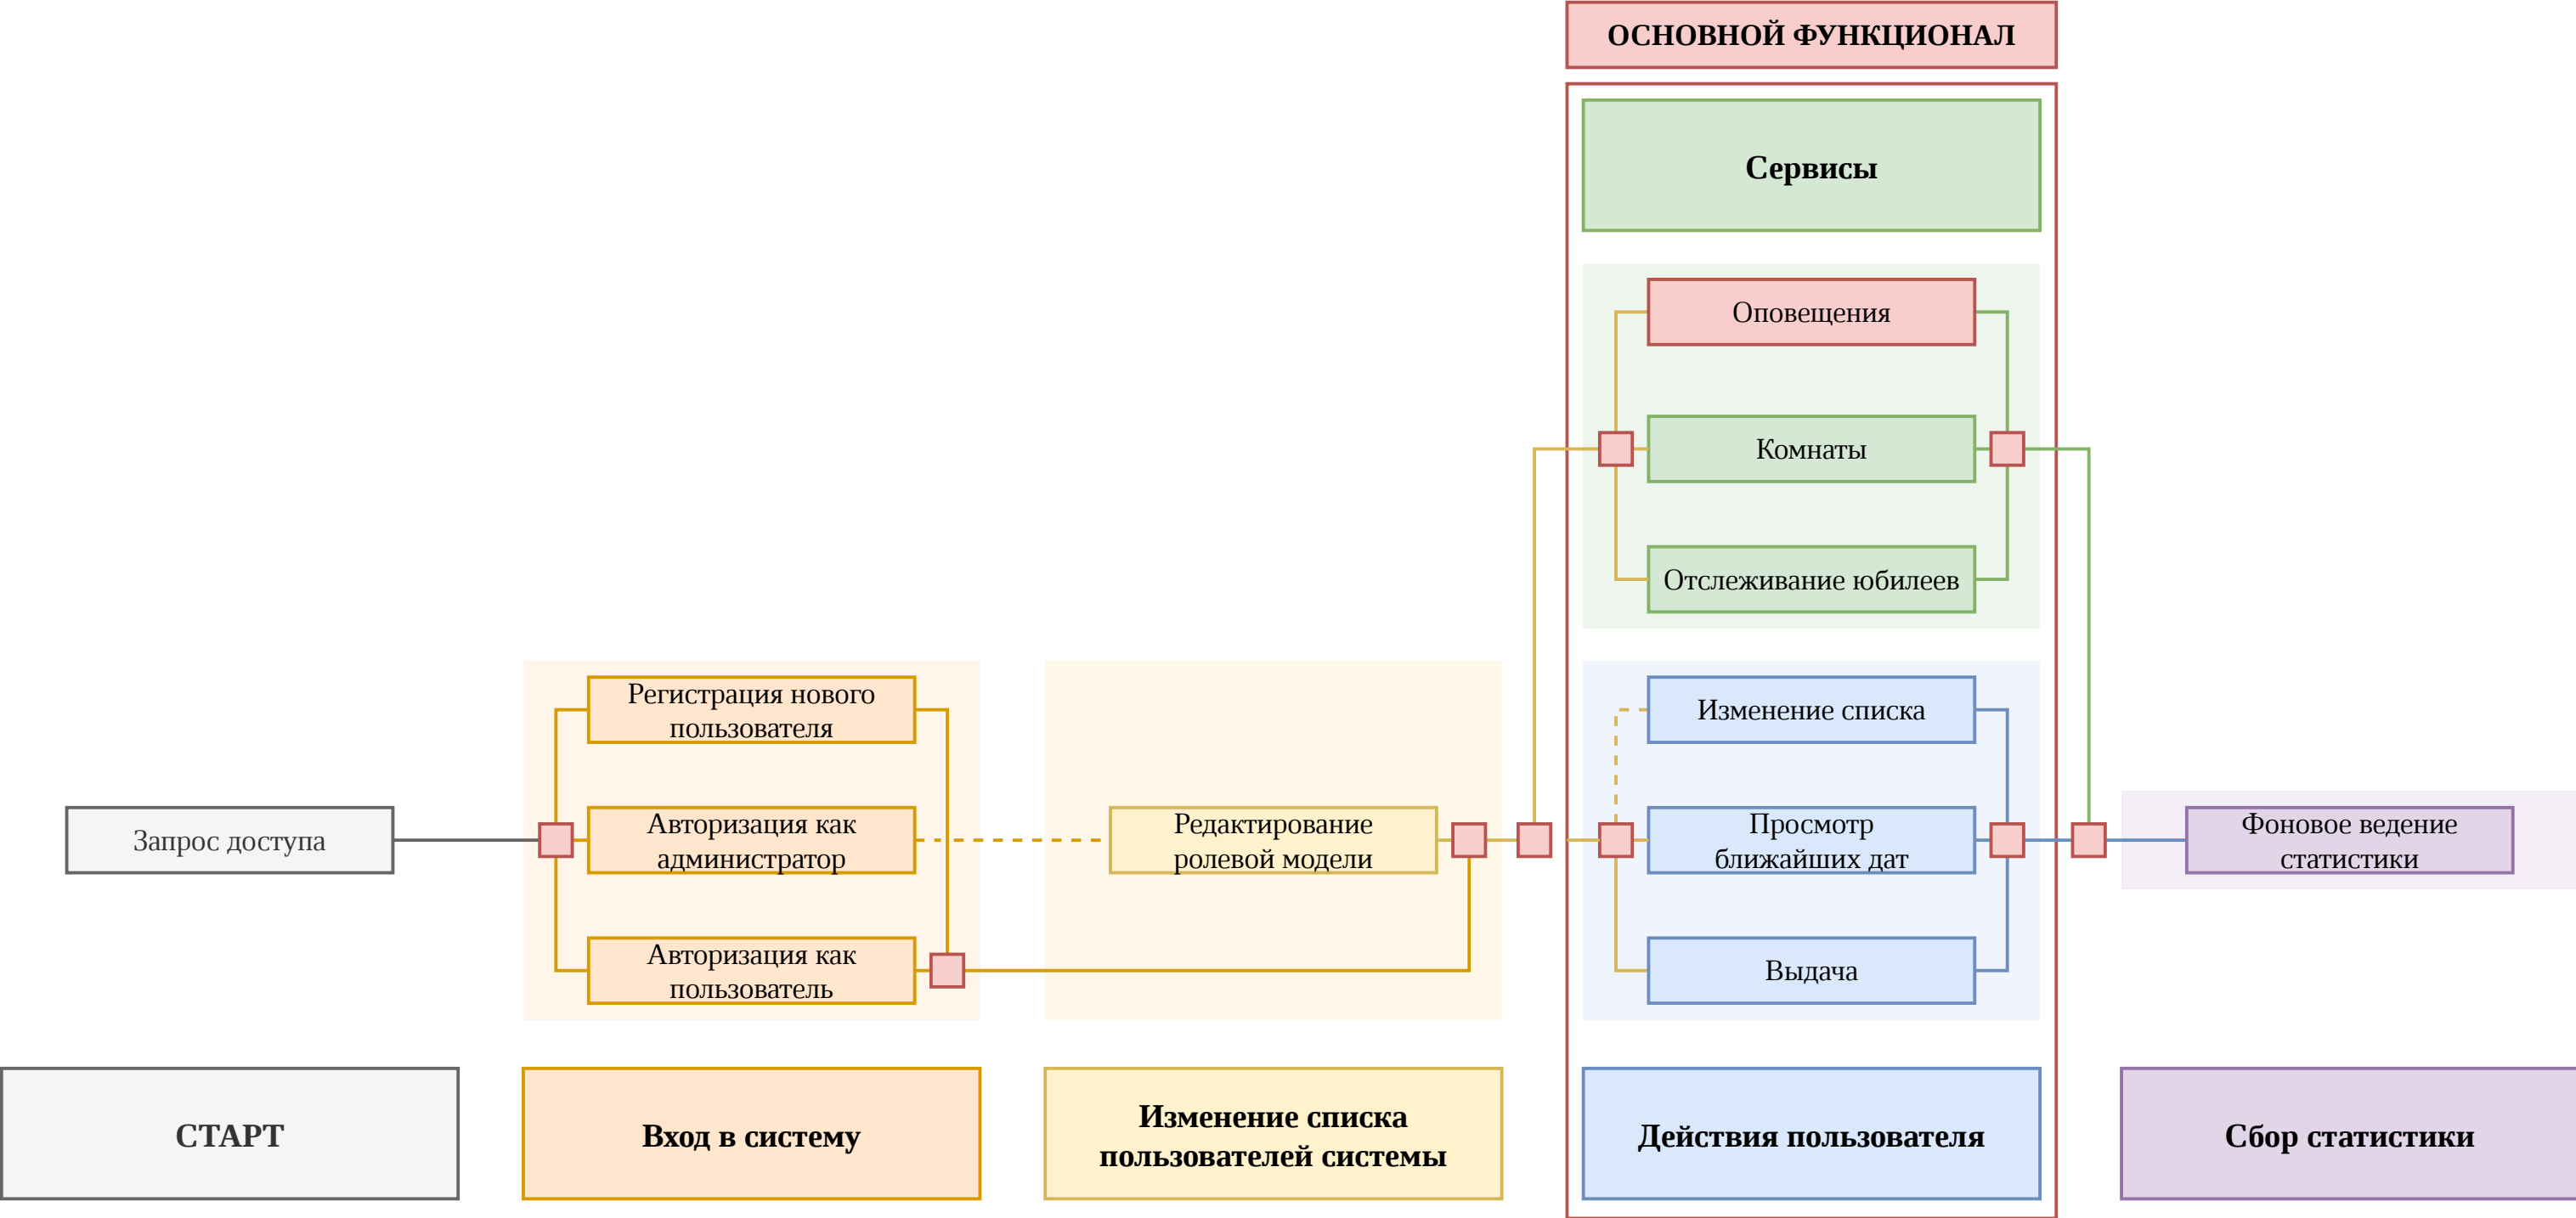 ОСНОВНОЙ ФУНКЦИОНАЛ
Сервисы
Оповещения
Комнаты
Отслеживание юбилеев
Регистрация нового
пользователя
Изменение списка
Запрос доступа
Авторизация как
администратор
Редактирование
ролевой модели
Просмотр
ближайших дат
Фоновое ведение
статистики
Авторизация как
пользователь
Выдача
СТАРТ
Вход в систему
Изменение списка
пользователей системы
Действия пользователя
Сбор статистики